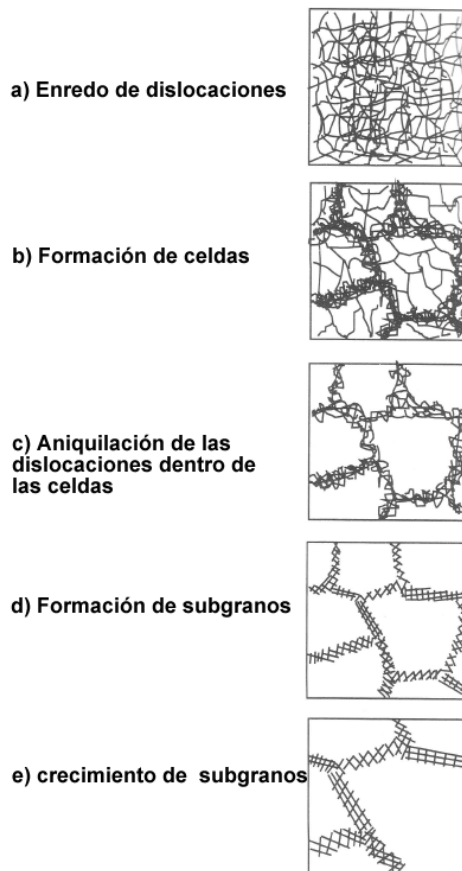 a) Enredo de dislocaciones
b) Formación de celdas
c) Aniquilación de las
dislocaciones dentro de
las celdas
d) Formación de subgranos
e) crecimiento de subgranos